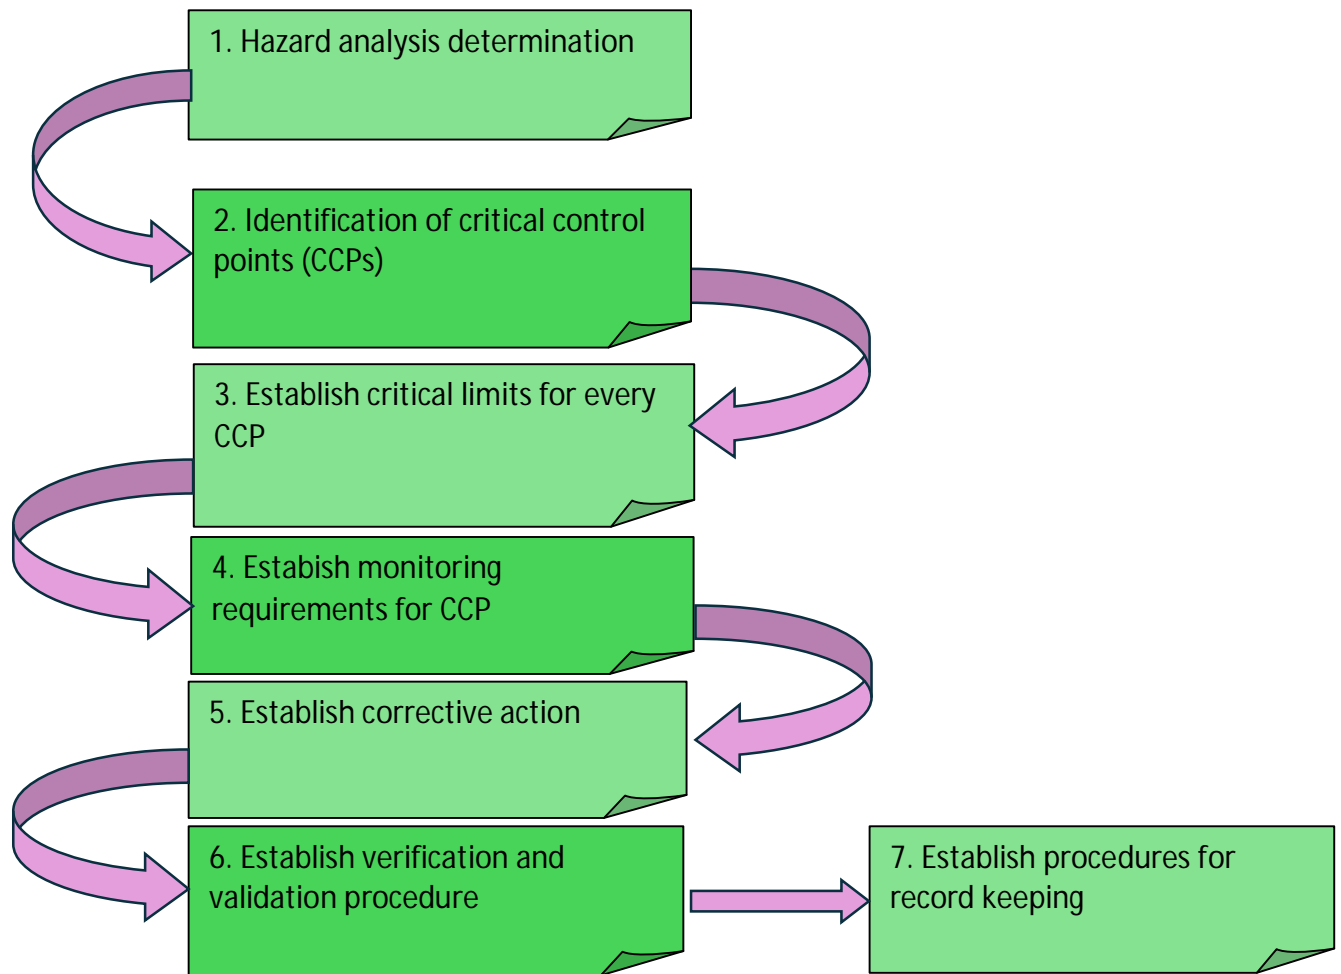 1. Hazard analysis determination
2. Identification of critical control
points (CCPs)
3. Establish critical limits for every
CCP
4. Estabish monitoring
requirements for CCP
5. Establish corrective action
6. Establish verification and
validation procedure
7. Establish procedures for
record keeping